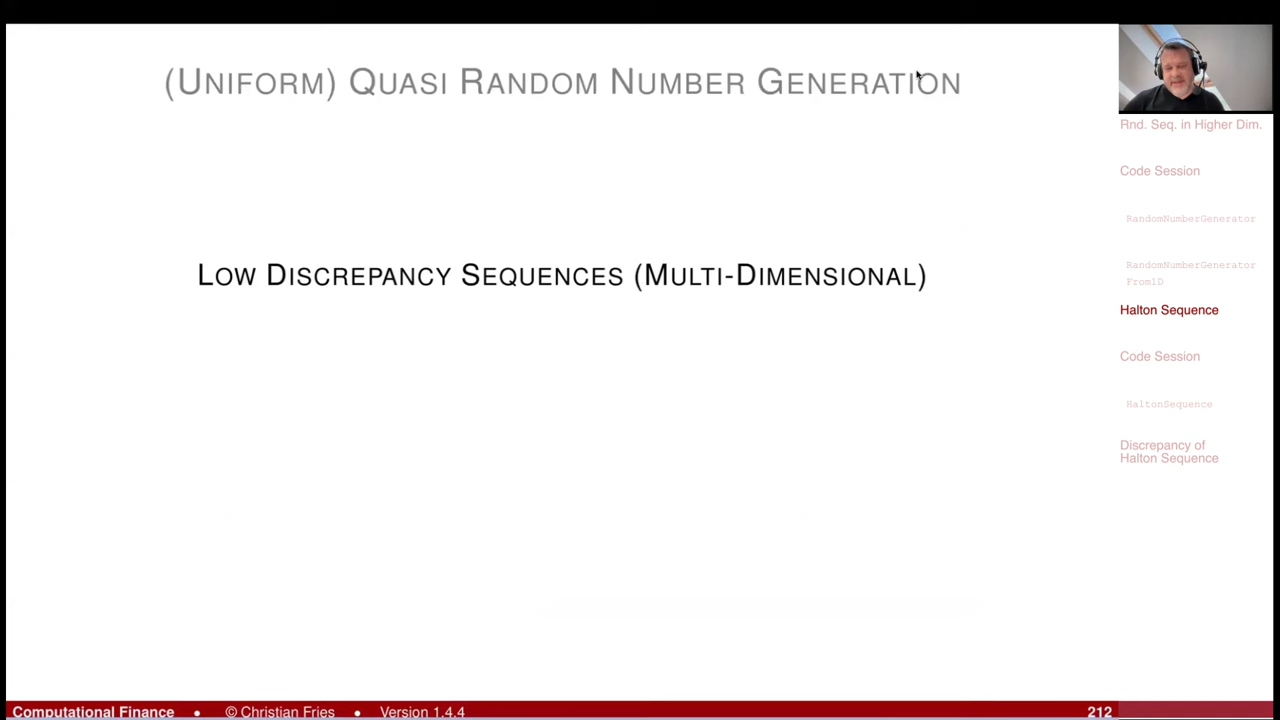 (Uniform) Quasi Random Number Generation
Low Discrepancy Sequences (Multi-Dimensional)
Rnd. Seq. in Higher Dim.
Code Session
RandomNumberGenerator
RandomNumberGenerator
From1D
Halton Sequence
Code Session
HaltonSequence
Discrepancy of
Halton Sequence
Computational Finance • © Christian Fries • Version 1.4.4 212